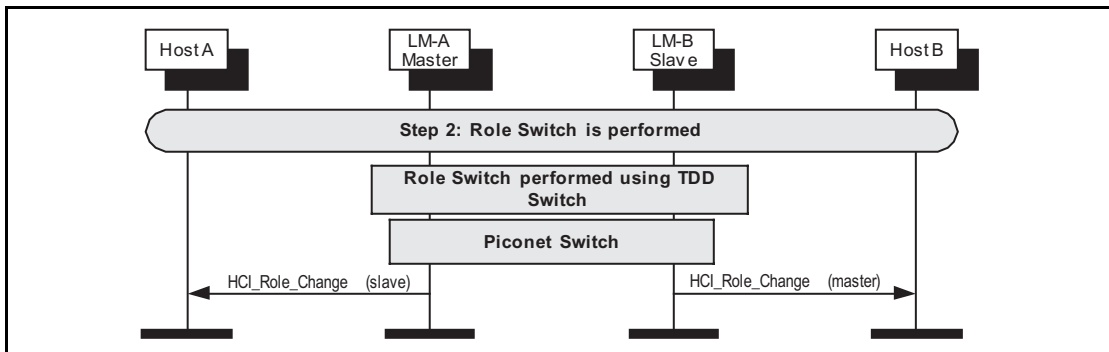 Host A
LM-A
Master
LM-B
Slave
Host B
Step 2: Role Switch is performed
Role Switch performed using TDD
Switch
Piconet Switch
HCI_Role_Change (slave)
HCI_Role_Change (master)